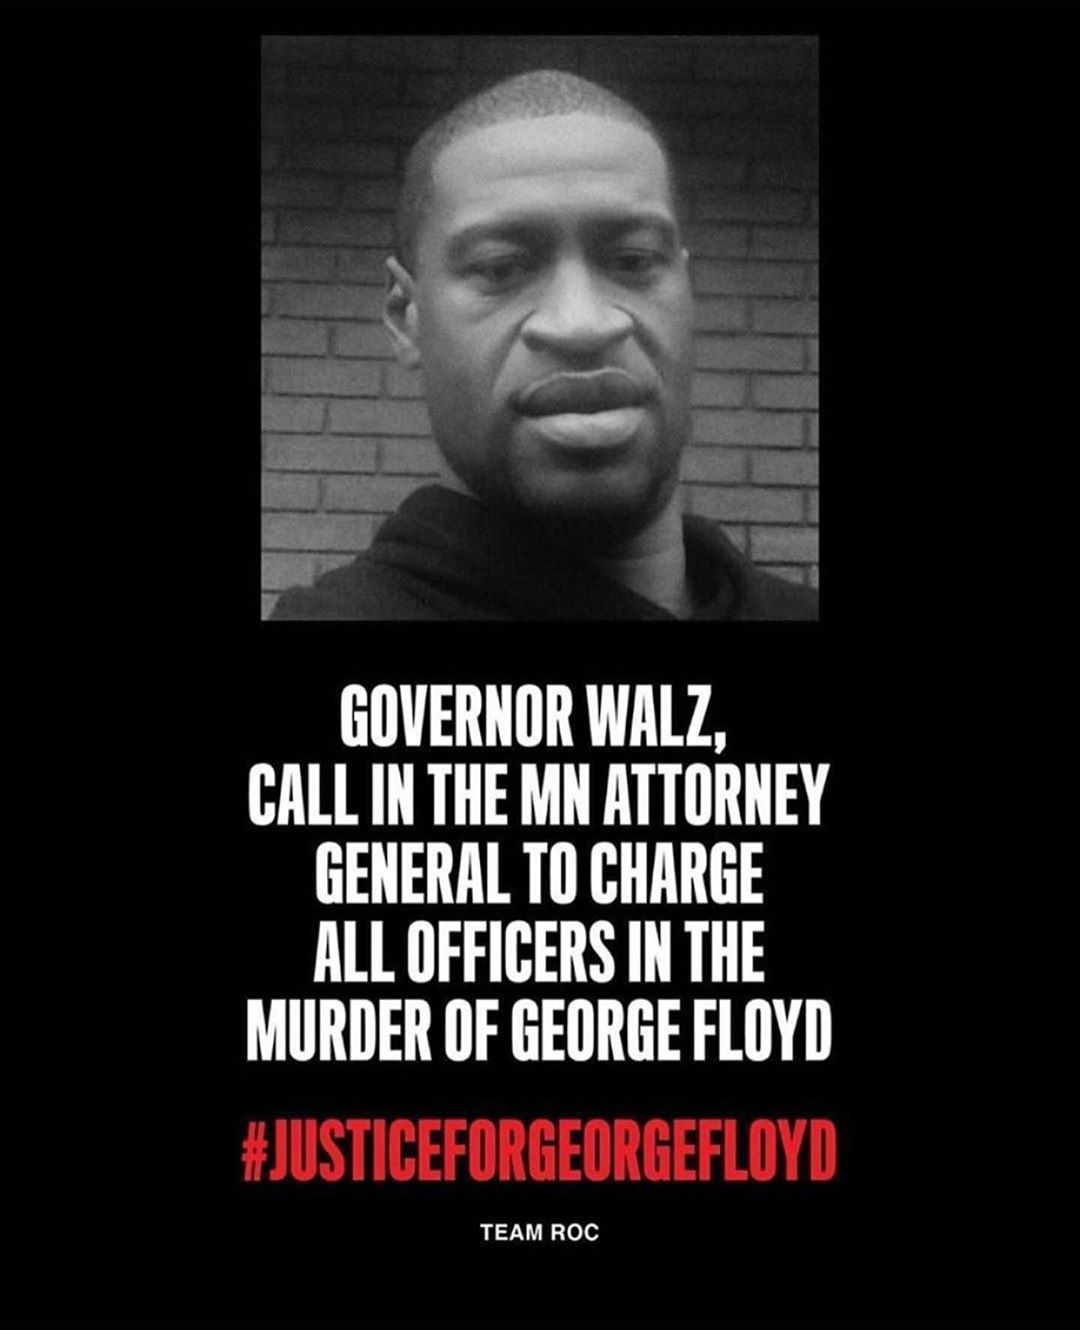 GOVERNOR WALZ,
CALL IN THE MN ATTORNEY
GENERAL TO CHARGE
ALL OFFICERS IN THE
MURDER OF GEORGE FLOYD
#JUSTICEFORGEORGEFLOYD
TEAM ROC